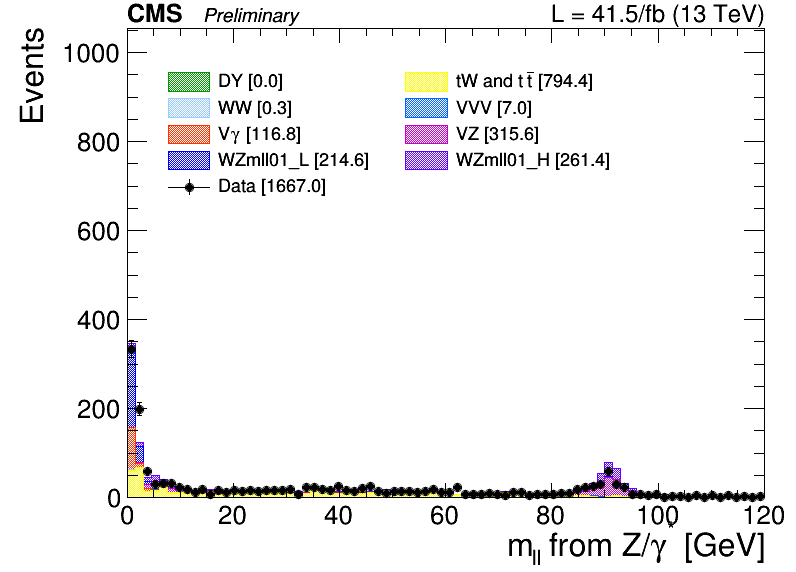 CMS Preliminary L = 41.5/fb (13 TeV)
Events
1000
800
600
400
200
0
DY [0.0] tW and t t̄ [794.4]
WW [0.3] VVV [7.0]
Vγ [116.8] VZ [315.6]
WZmll01_L [214.6] WZmll01_H [261.4]
Data [1667.0]
0 20 40 60 80 100 120
m_ll from Z/γ* [GeV]